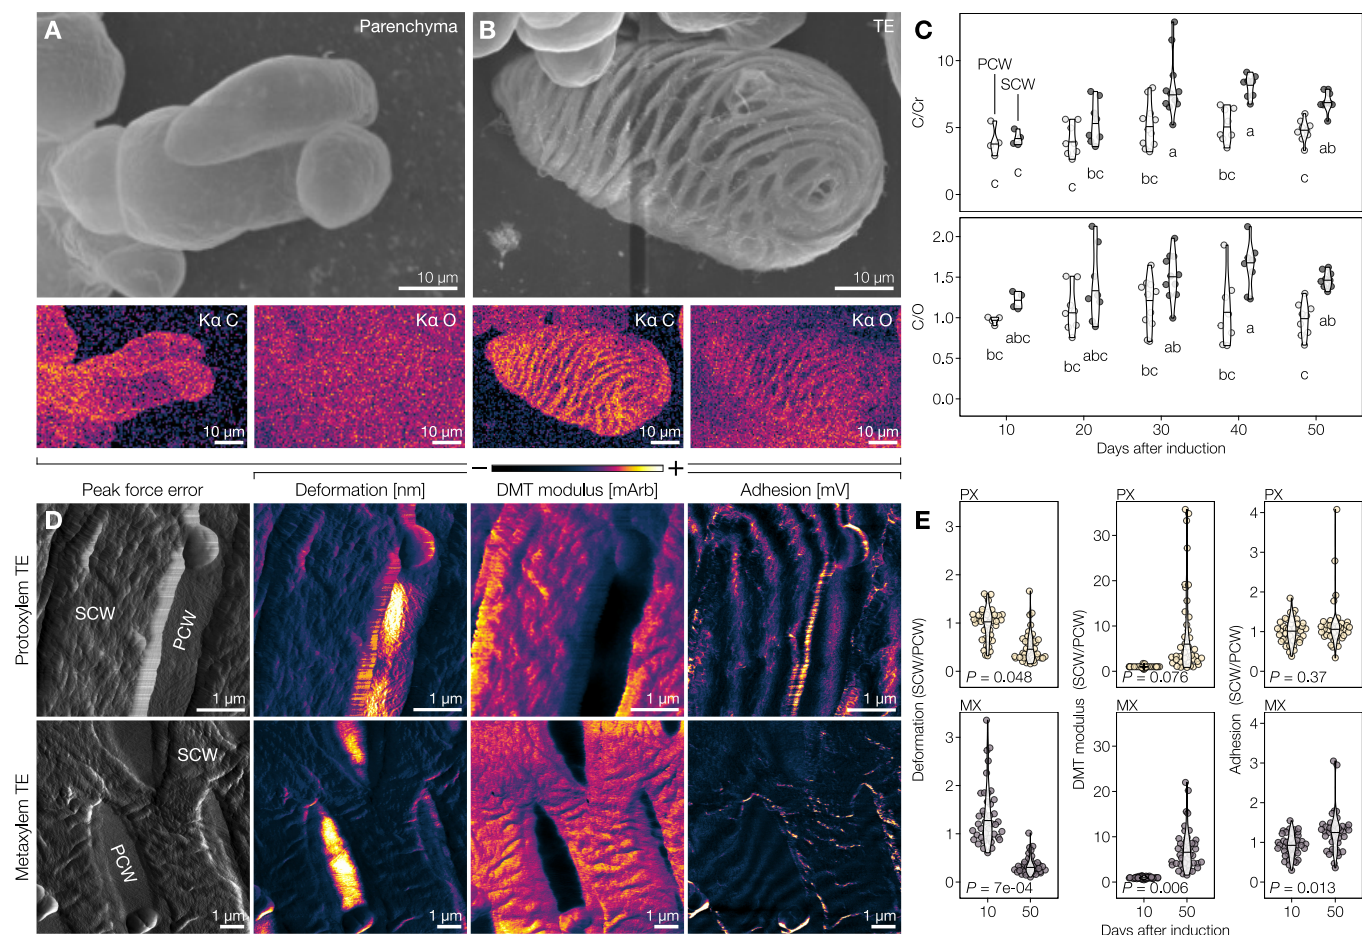 A
Parenchyma
10 µm
B
TE
10 µm
Kα C
10 µm
Kα O
10 µm
Kα C
10 µm
Kα O
10 µm
− +
C
PCW
SCW
C/Cr
10
5
0
c
c
c
bc
bc
a
bc
a
c
ab
C/O
2.0
1.5
1.0
0.5
0.0
bc
abc
bc
abc
bc
ab
bc
a
c
ab
10 20 30 40 50
Days after induction
Peak force error
Deformation [nm]
DMT modulus [mArb]
Adhesion [mV]
D
Protoxylem TE
SCW
PCW
1 µm
1 µm
1 µm
1 µm
Metaxylem TE
SCW
PCW
1 µm
1 µm
1 µm
1 µm
E
Deformation (SCW/PCW)
PX
3
2
1
0
P = 0.048
MX
3
2
1
0
P = 7e-04
10 50
DMT modulus (SCW/PCW)
PX
30
20
10
0
P = 0.076
MX
30
20
10
0
P = 0.006
10 50
Adhesion (SCW/PCW)
PX
4
3
2
1
0
P = 0.37
MX
4
3
2
1
0
P = 0.013
10 50
Days after induction